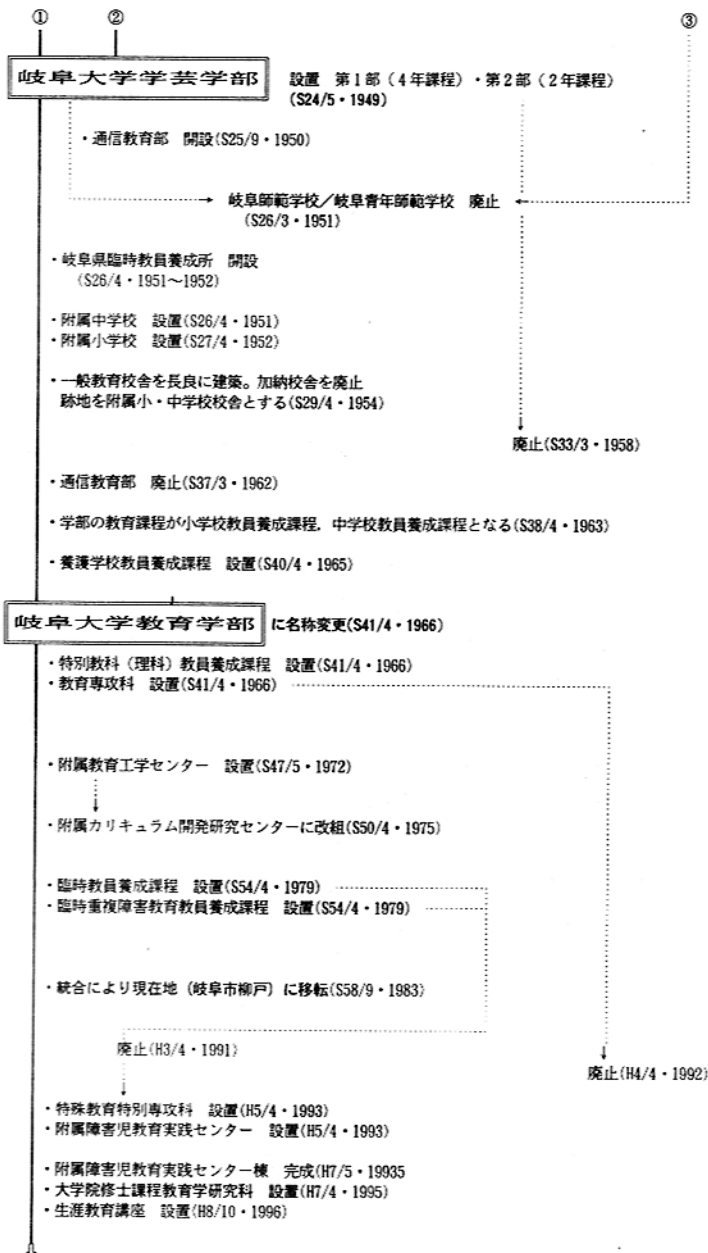 ① ② ③
岐阜大学学芸学部 設置 第1部(4年課程)・第2部(2年課程)
(S24/5・1949)
・通信教育部 開設(S25/9・1950)
岐阜師範学校/岐阜青年師範学校 廃止
(S26/3・1951)
・岐阜県臨時教員養成所 開設
(S26/4・1951～1952)
・附属中学校 設置(S26/4・1951)
・附属小学校 設置(S27/4・1952)
・一般教育校舎を長良に建築。加納校舎を廃止
跡地を附属小・中学校校舎とする(S29/4・1954)
廃止(S33/3・1958)
・通信教育部 廃止(S37/3・1962)
・学部の教育課程が小学校教員養成課程，中学校教員養成課程となる(S38/4・1963)
・養護学校教員養成課程 設置(S40/4・1965)
岐阜大学教育学部 に名称変更(S41/4・1966)
・特別教科(理科)教員養成課程 設置(S41/4・1966)
・教育専攻科 設置(S41/4・1966)
・附属教育工学センター 設置(S47/5・1972)
・附属カリキュラム開発研究センターに改組(S50/4・1975)
・臨時教員養成課程 設置(S54/4・1979)
・臨時重複障害教育教員養成課程 設置(S54/4・1979)
・統合により現在地(岐阜市柳戸)に移転(S58/9・1983)
廃止(H3/4・1991)
廃止(H4/4・1992)
・特殊教育特別専攻科 設置(H5/4・1993)
・附属障害児教育実践センター 設置(H5/4・1993)
・附属障害児教育実践センター棟 完成(H7/5・19935
・大学院修士課程教育学研究科 設置(H7/4・1995)
・生涯教育講座 設置(H8/10・1996)